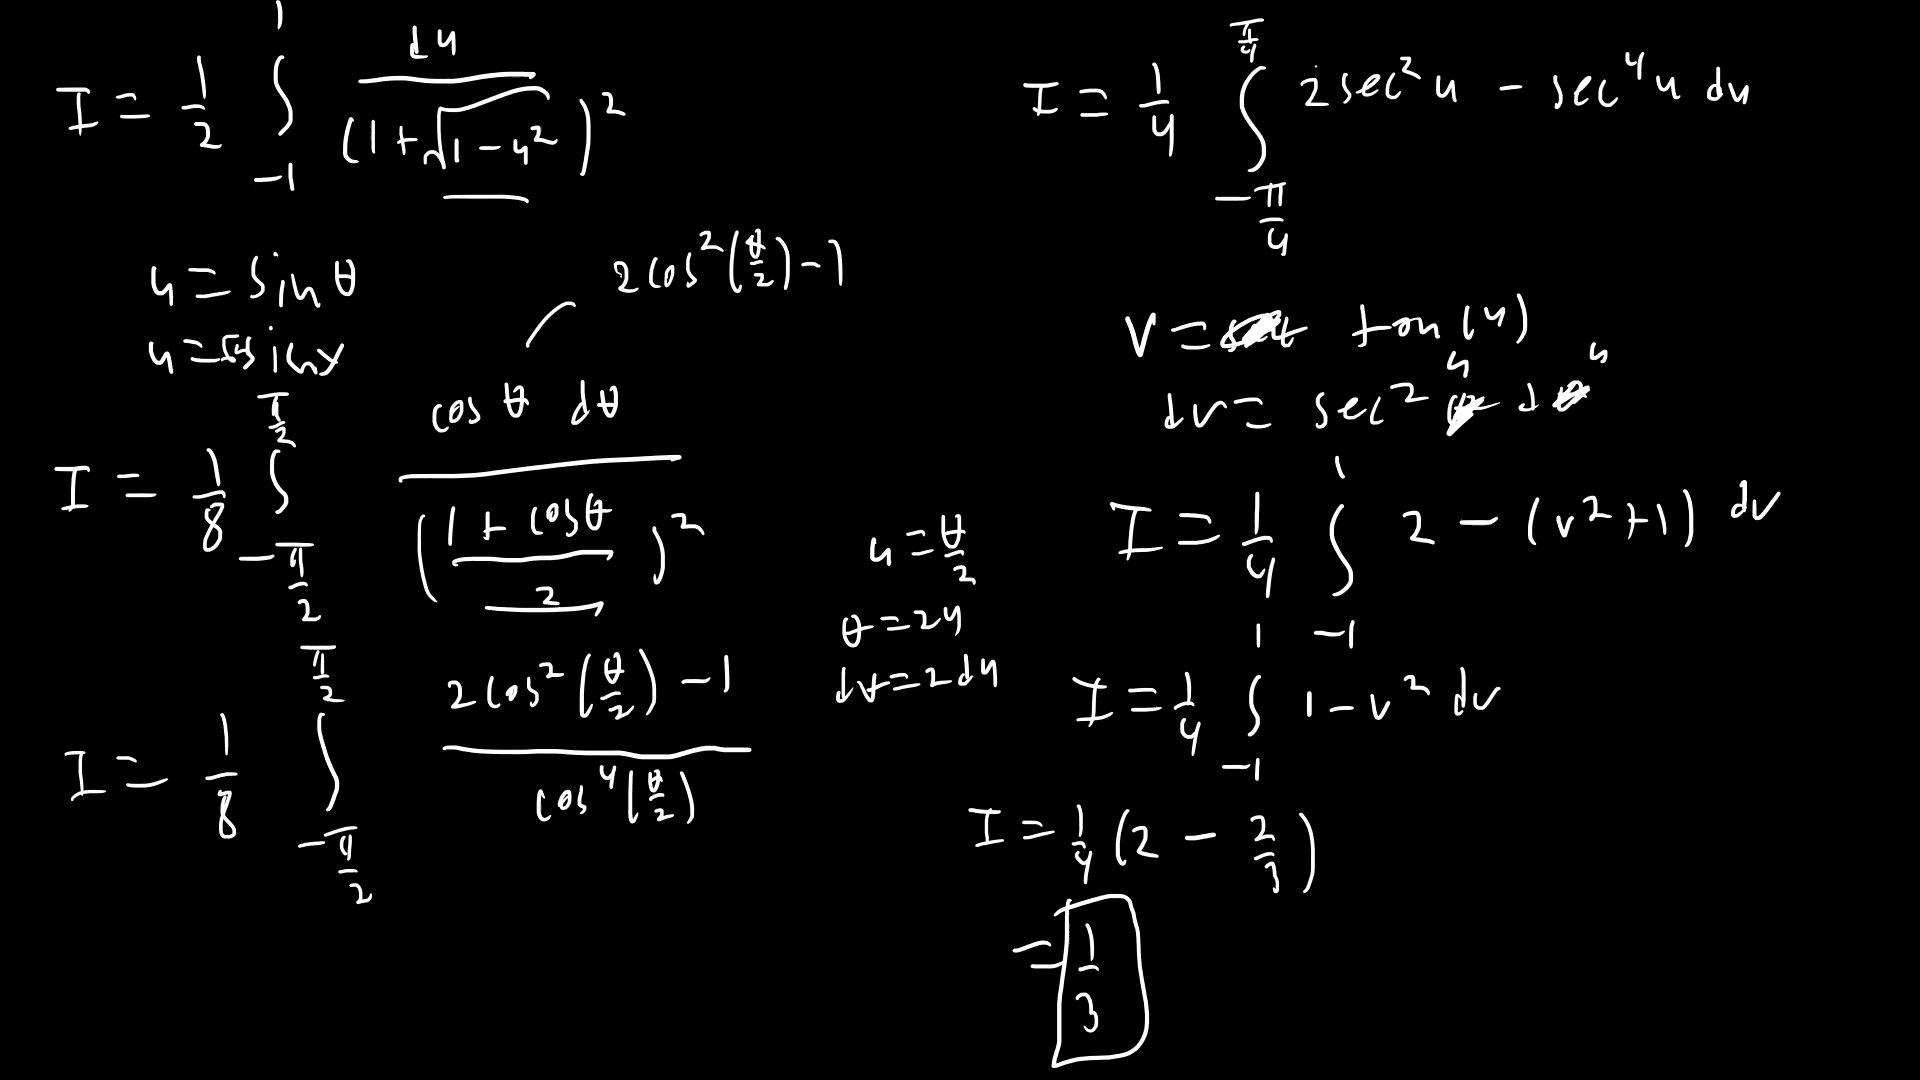 I = 1/2 ∫_{-1}^{1} du / (1 + √(1 - u²))²
u = sin θ
u = sin x
2cos²(θ/2) - 1
I = 1/8 ∫_{-π/2}^{π/2} cos θ dθ / ((1 + cos θ)/2)²
I = 1/8 ∫_{-π/2}^{π/2} (2cos²(θ/2) - 1) / cos⁴(θ/2)
u = θ/2
θ = 2u
dθ = 2du
I = 1/4 ∫_{-π/4}^{π/4} 2sec²u - sec⁴u du
v = tan(u)
dv = sec² u du
I = 1/4 ∫_{-1}^{1} 2 - (v² + 1) dv
I = 1/4 ∫_{-1}^{1} 1 - v² dv
I = 1/4 (2 - 2/3)
= 1/3